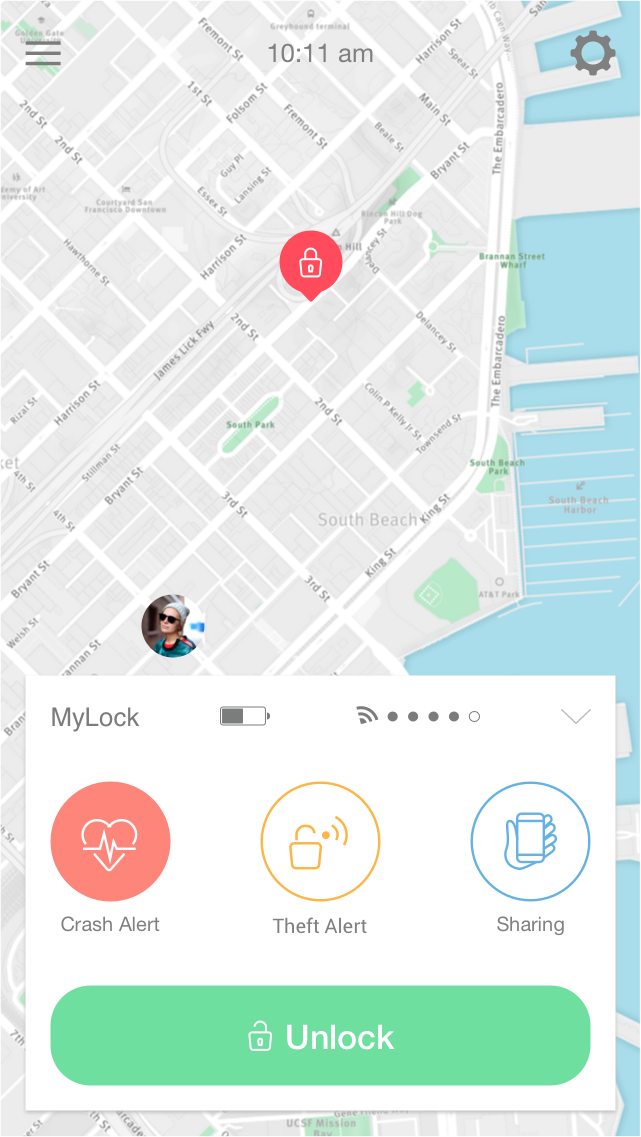 Greyhound terminal
Golden Gate
University
10:11 am
Fremont St
Harrison St
Spear St
1st St
Folsom St
Main St
2nd St
2nd St
Fremont St
Beale St
Bryant St
The Embarcadero
Guy Pl
Lansing St
Essex St
Courtyard San
Francisco Downtown
Rincon Hill Dog
Park
Hawthorne St
Harrison St
Hill
Delancey St
Brannan Street
Wharf
2nd St
James Lick Fwy
Delancey St
The Embarcadero
Harrison St
Rizal St
South Park
2nd St
Colin P Kelly Jr St
Townsend St
Stillman St
4th St
Bryant St
South Beach
Park
3rd St
4th St
King St
South Beach
South Beach
Harbor
King St
Bryant St
3rd St
AT&T Park
Welsh St
MyLock
Crash Alert
Theft Alert
Sharing
Unlock
7th
UCSF Mission
Bay